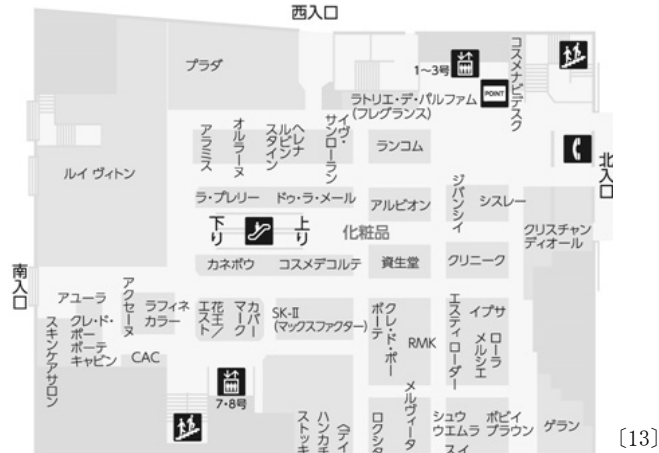 西入口
プラダ
1〜3号
POINT
コスメナビデスク
ラトリエ・デ・パルファム
(フレグランス)
アラミス
オルラーヌ
ヘレナ
ルビン
スタイン
イヴ・
サンローラン
ランコム
北入口
ルイ ヴィトン
ラ・プレリー
ドゥ・ラ・メール
アルビオン
ジバンシイ
シスレー
下り
上り
化粧品
クリスチャン
ディオール
南入口
カネボウ
コスメデコルテ
資生堂
クリニーク
アユーラ
アクセーヌ
ラフィネ
カラー
花王/
エスト
カバー
マーク
SK-II
(マックスファクター)
クレ・ド・ポー
ボーテ
RMK
エスティ ローダー
イプサ
ローラ
メルシエ
スキンケアサロン
クレ・ド・
ポー
ボーテ
キャビン
CAC
7・8号
ストッキ
ハンカチ
〈デイ
ロクシタ
メルヴィータ
シュウ
ウエムラ
スイ
ボビイ
ブラウン
ゲラン
〔13〕